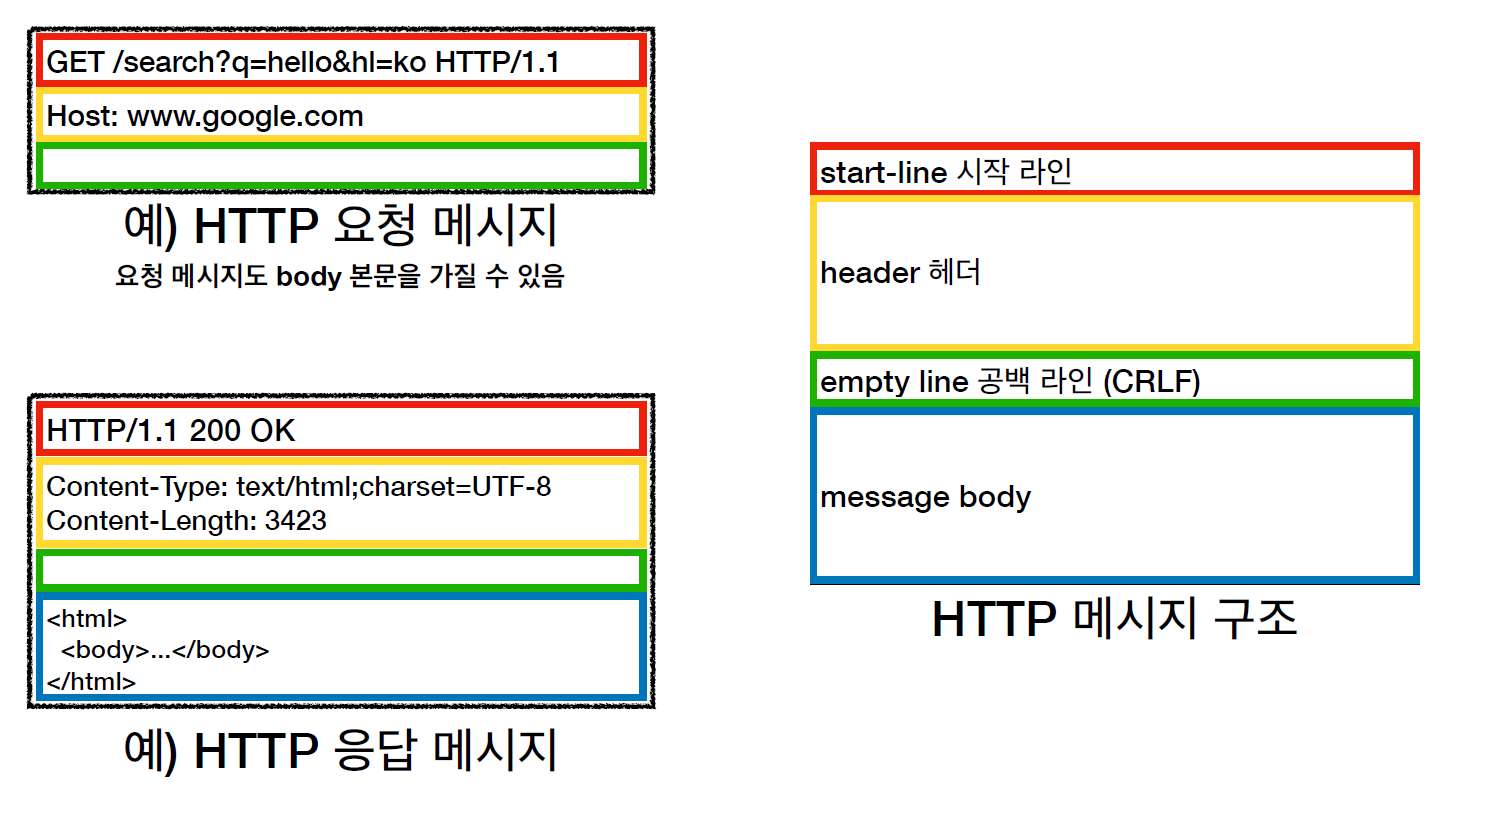 GET /search?q=hello&hl=ko HTTP/1.1
Host: www.google.com
예) HTTP 요청 메시지
요청 메시지도 body 본문을 가질 수 있음
HTTP/1.1 200 OK
Content-Type: text/html;charset=UTF-8
Content-Length: 3423
<html>
<body>...</body>
</html>
예) HTTP 응답 메시지
start-line 시작 라인
header 헤더
empty line 공백 라인 (CRLF)
message body
HTTP 메시지 구조